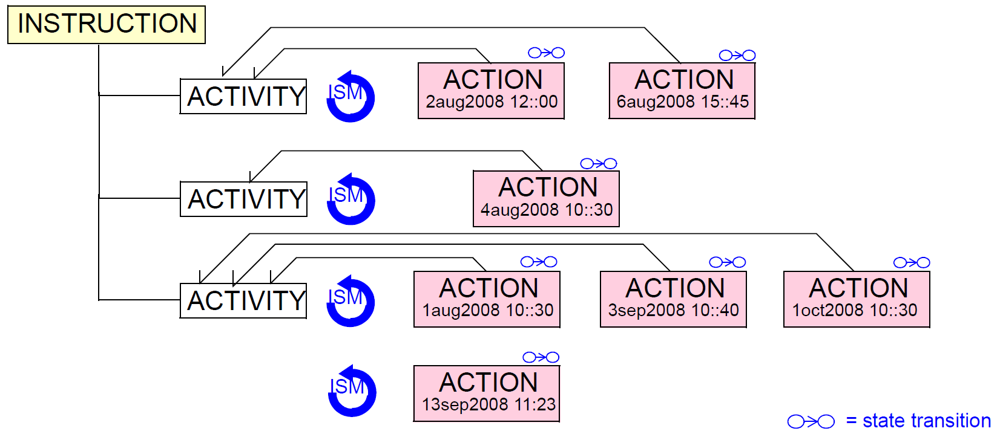 INSTRUCTION
ACTIVITY
ISM
ACTION
2aug2008 12::00
ACTION
6aug2008 15::45
ACTIVITY
ISM
ACTION
4aug2008 10::30
ACTIVITY
ISM
ACTION
1aug2008 10::30
ACTION
3sep2008 10::40
ACTION
1oct2008 10::30
ISM
ACTION
13sep2008 11:23
= state transition